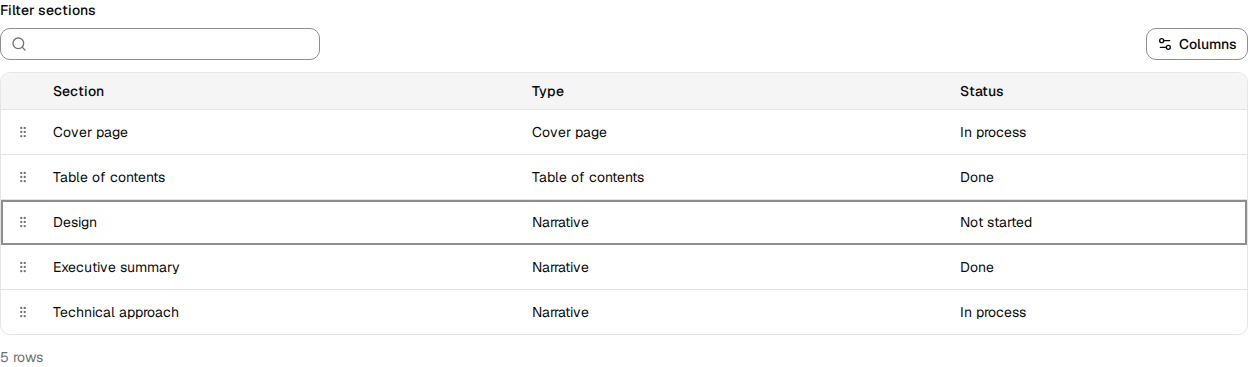 Filter sections
Columns
Section Type Status
Cover page Cover page In process
Table of contents Table of contents Done
Design Narrative Not started
Executive summary Narrative Done
Technical approach Narrative In process
5 rows